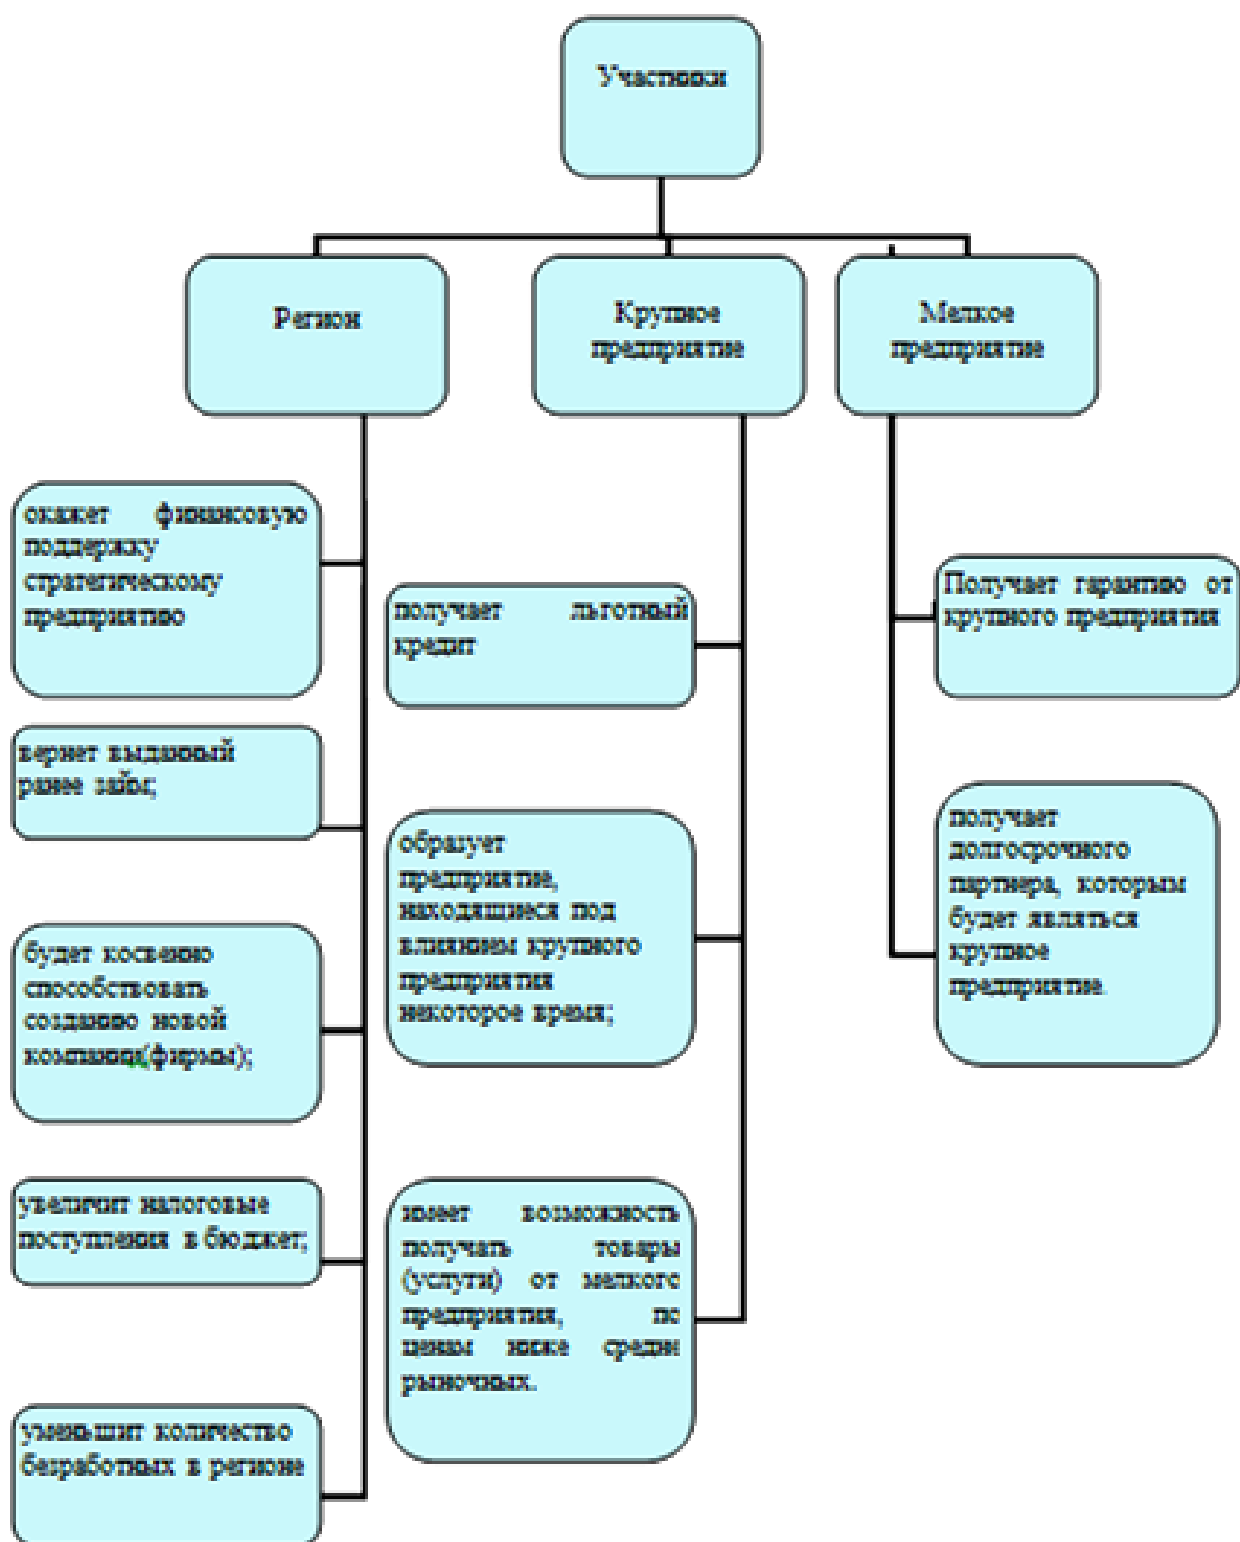 Участники
Регион
Крупное
предприятие
Мелкое
предприятие
окажет финансовую
поддержку
стратегическому
предприятию
вернет выданный
ранее займ;
будет косвенно
способствовать
созданию новой
компании(фирмы);
увеличит налоговые
поступления в бюджет;
уменьшит количество
безработных в регионе
получает льготный
кредит
образует
предприятие,
находящиеся под
влиянием крупного
предприятия
некоторое время;
имеет возможность
получать товары
(услуги) от мелкого
предприятия, по
ценам ниже средне
рыночных.
Получает гарантию от
крупного предприятия
получает
долгосрочного
партнера, которым
будет являться
крупное
предприятие.